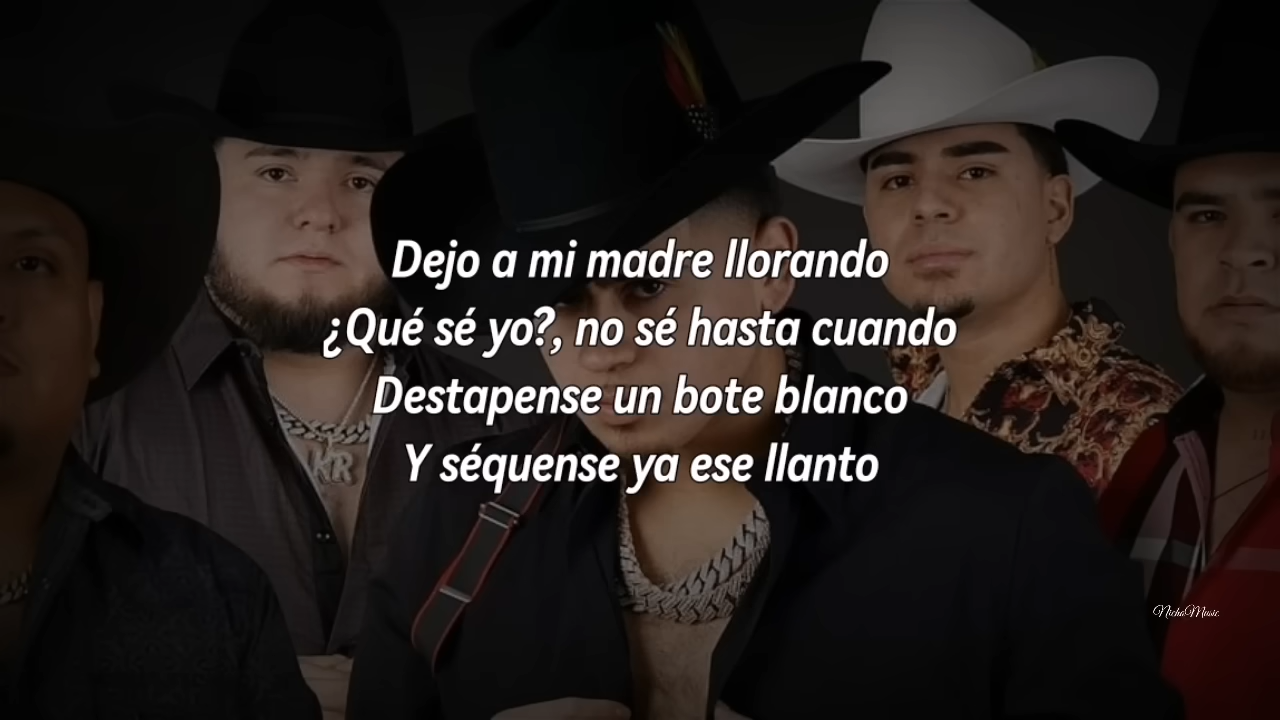 Dejo a mi madre llorando
¿Qué sé yo?, no sé hasta cuando
Destapense un bote blanco
Y séquense ya ese llanto
KR
NichoMusic